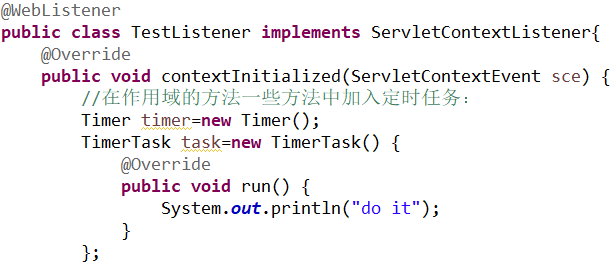 @WebListener
public class TestListener implements ServletContextListener{
@Override
public void contextInitialized(ServletContextEvent sce) {
//在作用域的方法一些方法中加入定时任务:
Timer timer=new Timer();
TimerTask task=new TimerTask() {
@Override
public void run() {
System.out.println("do it");
}
};